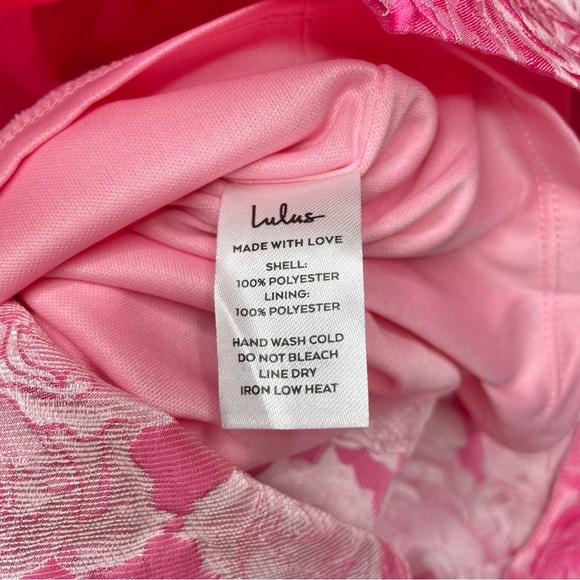 Lulus
MADE WITH LOVE
SHELL:
100% POLYESTER
LINING:
100% POLYESTER
HAND WASH COLD
DO NOT BLEACH
LINE DRY
IRON LOW HEAT